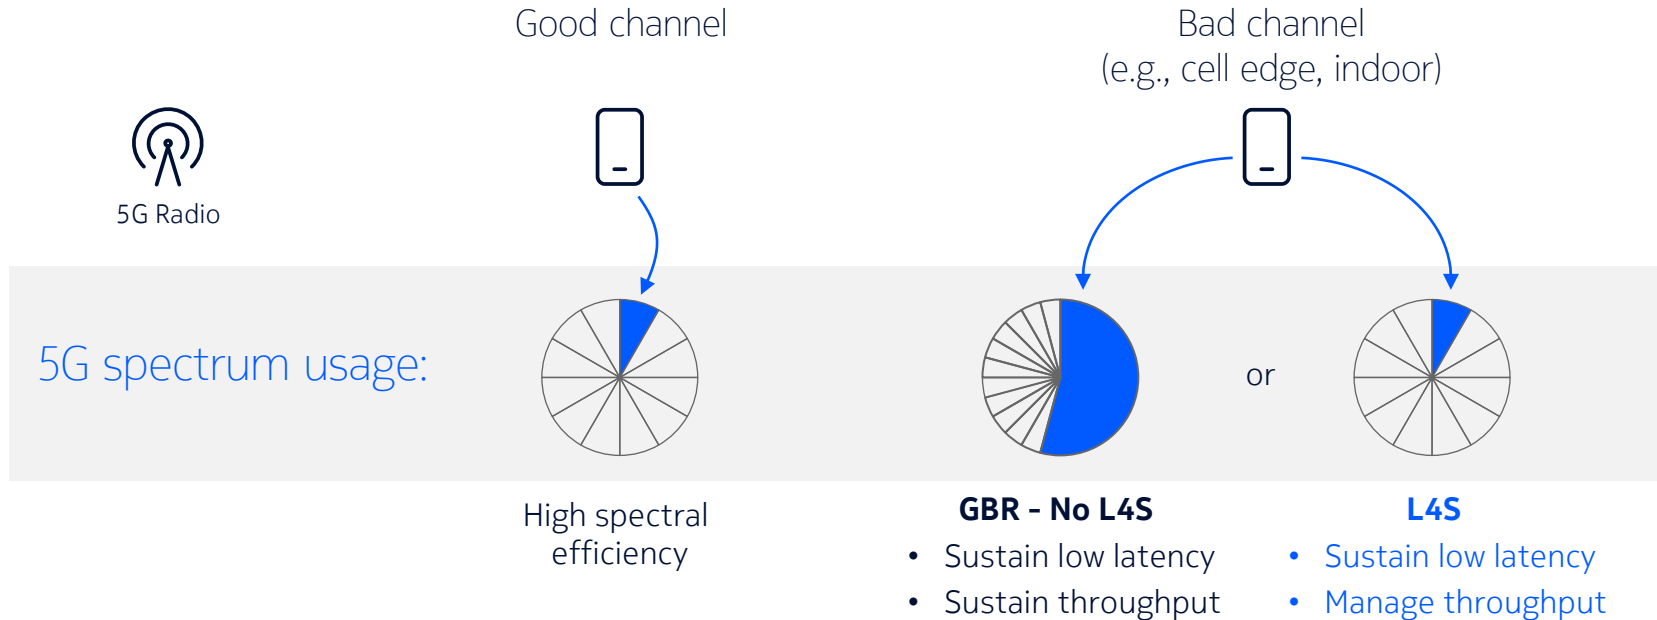 Good channel
Bad channel
(e.g., cell edge, indoor)
5G Radio
5G spectrum usage:
or
High spectral
efficiency
GBR - No L4S
• Sustain low latency
• Sustain throughput
L4S
• Sustain low latency
• Manage throughput